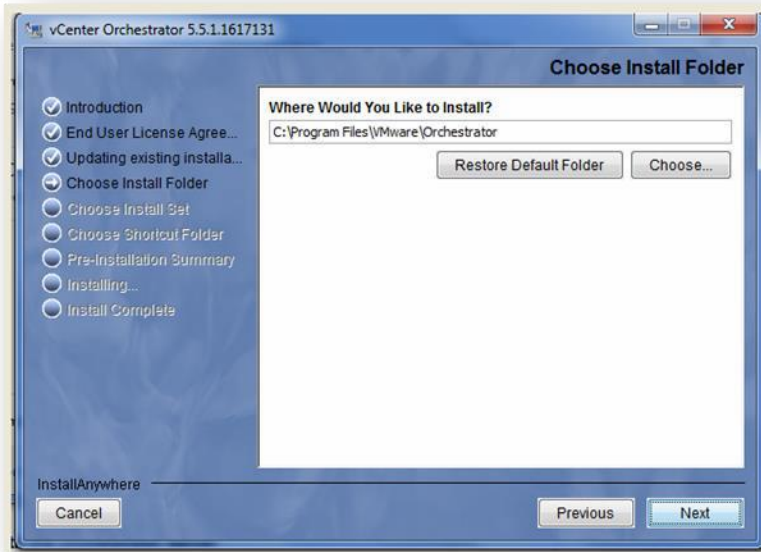 vCenter Orchestrator 5.5.1.1617131
Choose Install Folder
Introduction
End User License Agree...
Updating existing installa...
Choose Install Folder
Choose Install Set
Choose Shortcut Folder
Pre-Installation Summary
Installing...
Install Complete
Where Would You Like to Install?
C:\Program Files\VMware\Orchestrator
Restore Default Folder
Choose...
InstallAnywhere
Cancel
Previous
Next